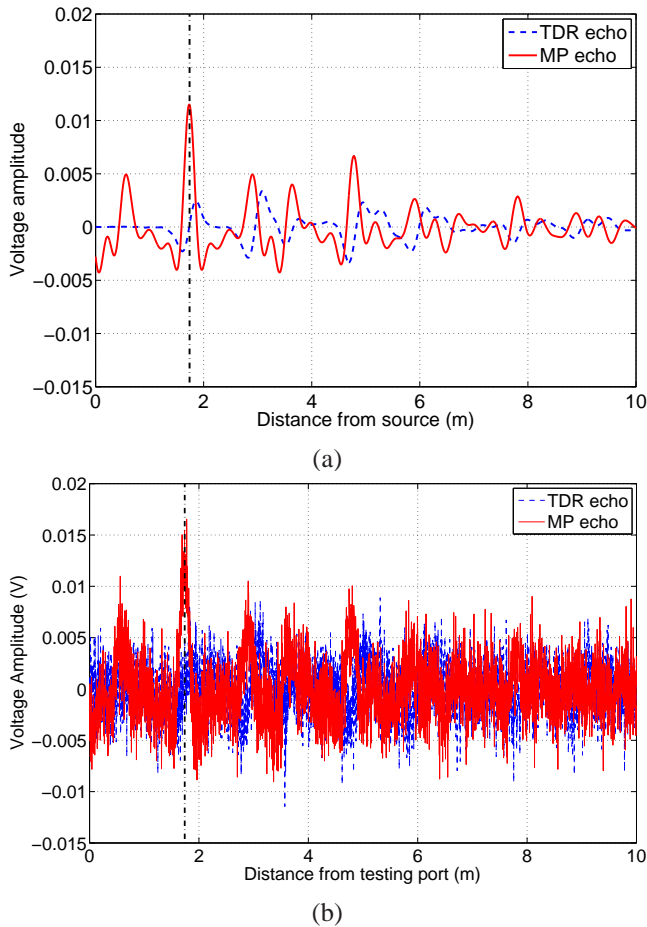 0.02
0.015
0.01
0.005
0
−0.005
−0.01
−0.015
Voltage amplitude
TDR echo
MP echo
0 2 4 6 8 10
Distance from source (m)
(a)
0.02
0.015
0.01
0.005
0
−0.005
−0.01
−0.015
Voltage Amplitude (V)
TDR echo
MP echo
0 2 4 6 8 10
Distance from testing port (m)
(b)